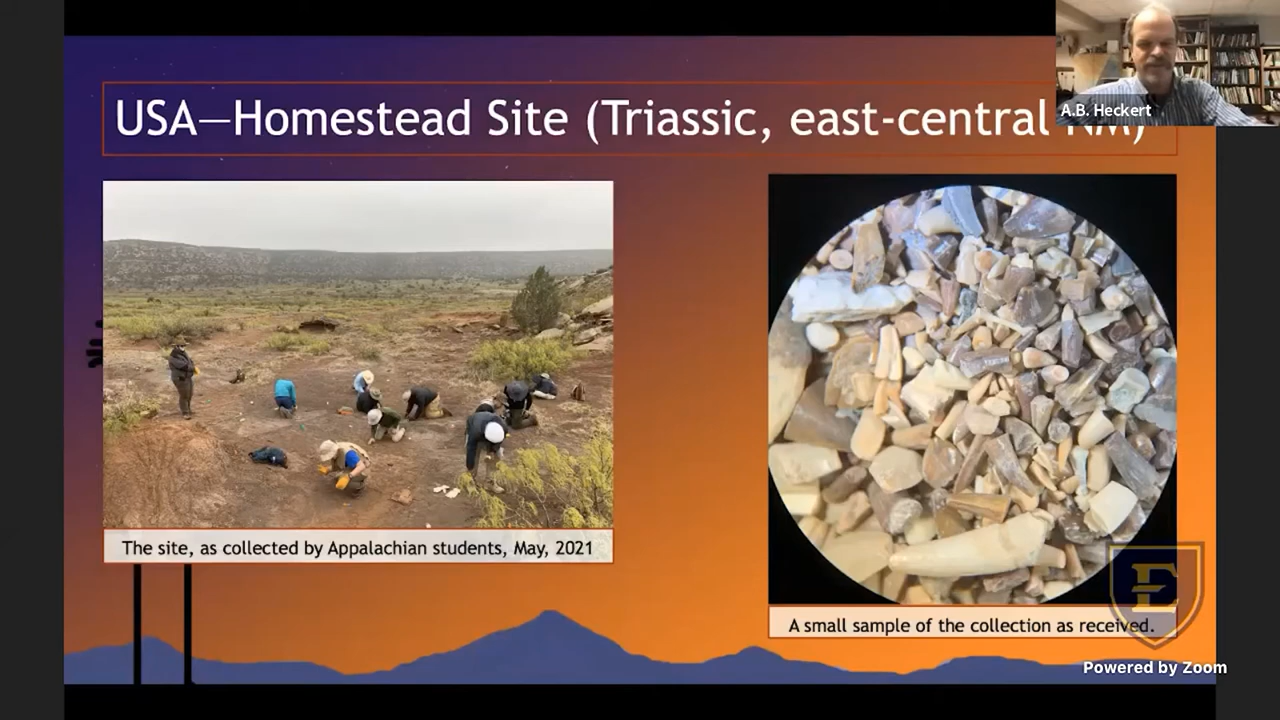 USA—Homestead Site (Triassic, east-central NM)
A.B. Heckert
The site, as collected by Appalachian students, May, 2021
A small sample of the collection as received.
E
Powered by Zoom